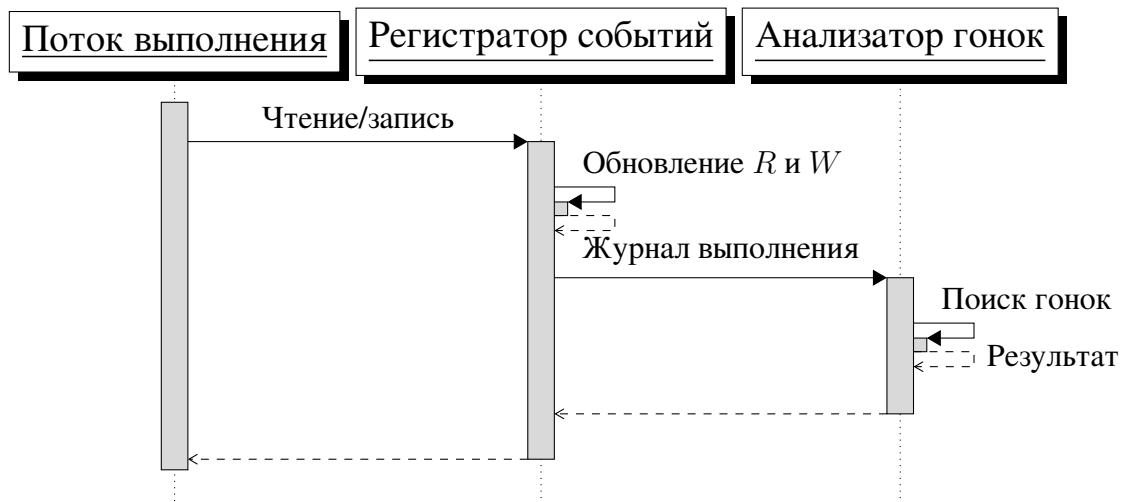 Поток выполнения
Регистратор событий
Анализатор гонок
Чтение/запись
Обновление R и W
Журнал выполнения
Поиск гонок
Результат